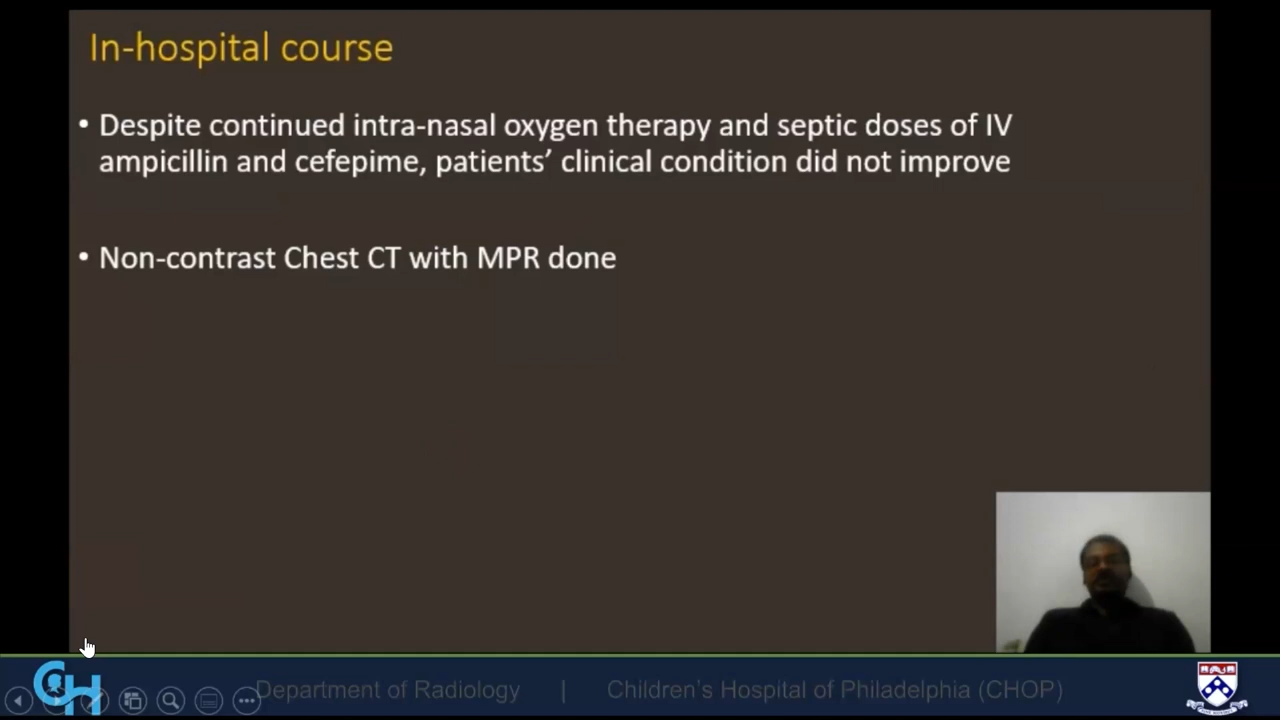 In-hospital course
• Despite continued intra-nasal oxygen therapy and septic doses of IV
ampicillin and cefepime, patients’ clinical condition did not improve
• Non-contrast Chest CT with MPR done
Department of Radiology | Children's Hospital of Philadelphia (CHOP)